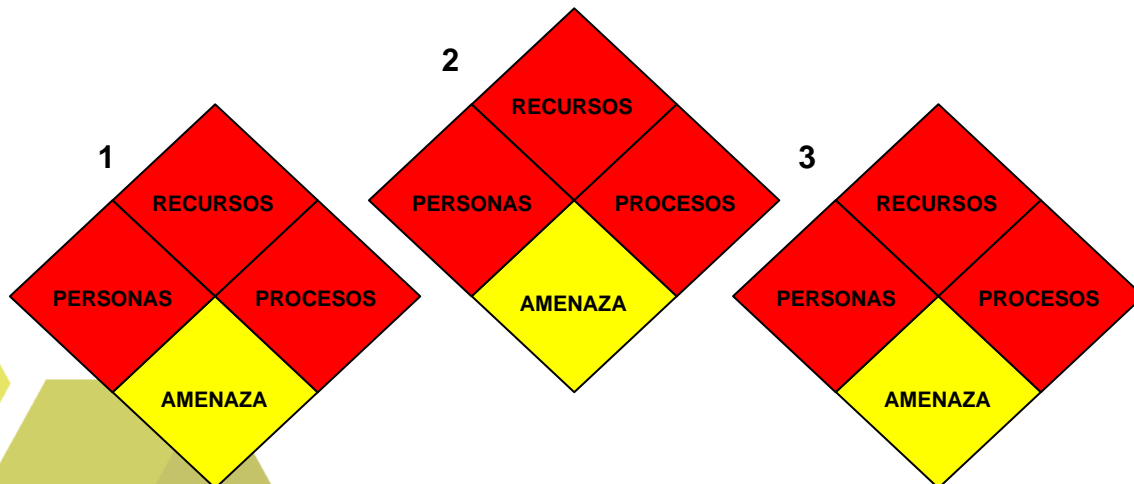 1
RECURSOS
PERSONAS
PROCESOS
AMENAZA
2
RECURSOS
PERSONAS
PROCESOS
AMENAZA
3
RECURSOS
PERSONAS
PROCESOS
AMENAZA